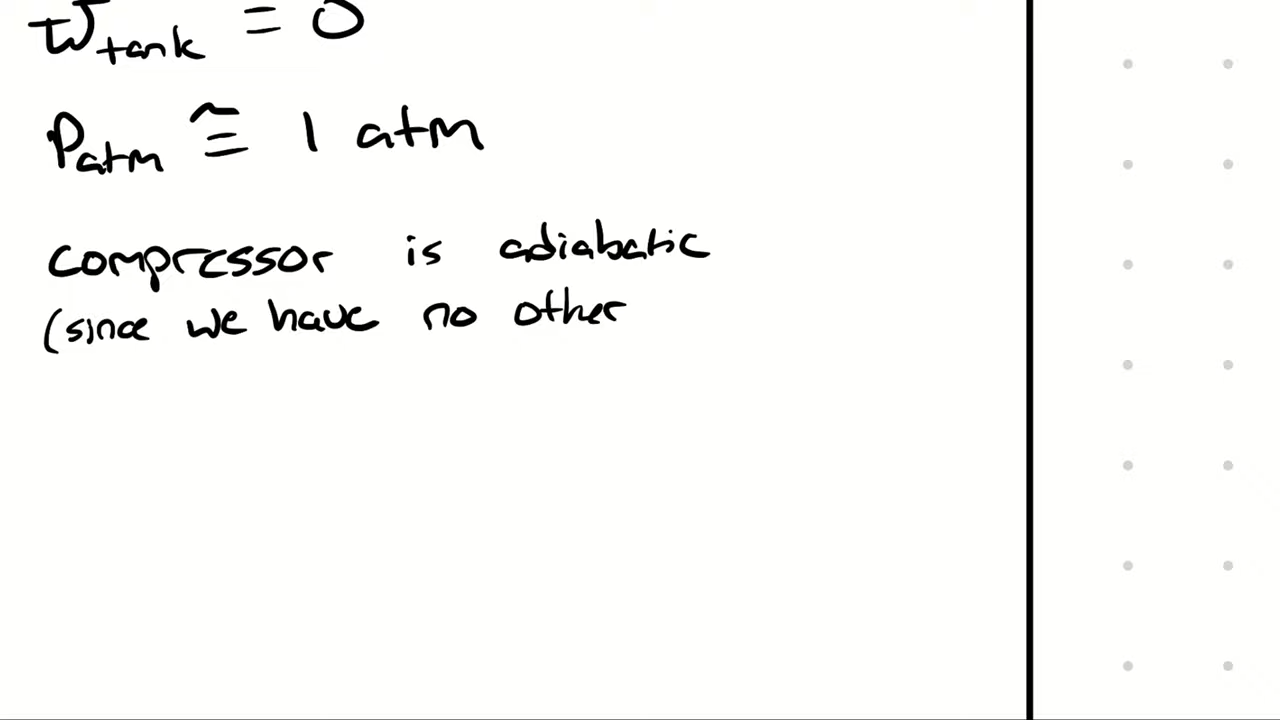 W_tank = 0
P_atm ≅ 1 atm
compressor is adiabatic
(since we have no other